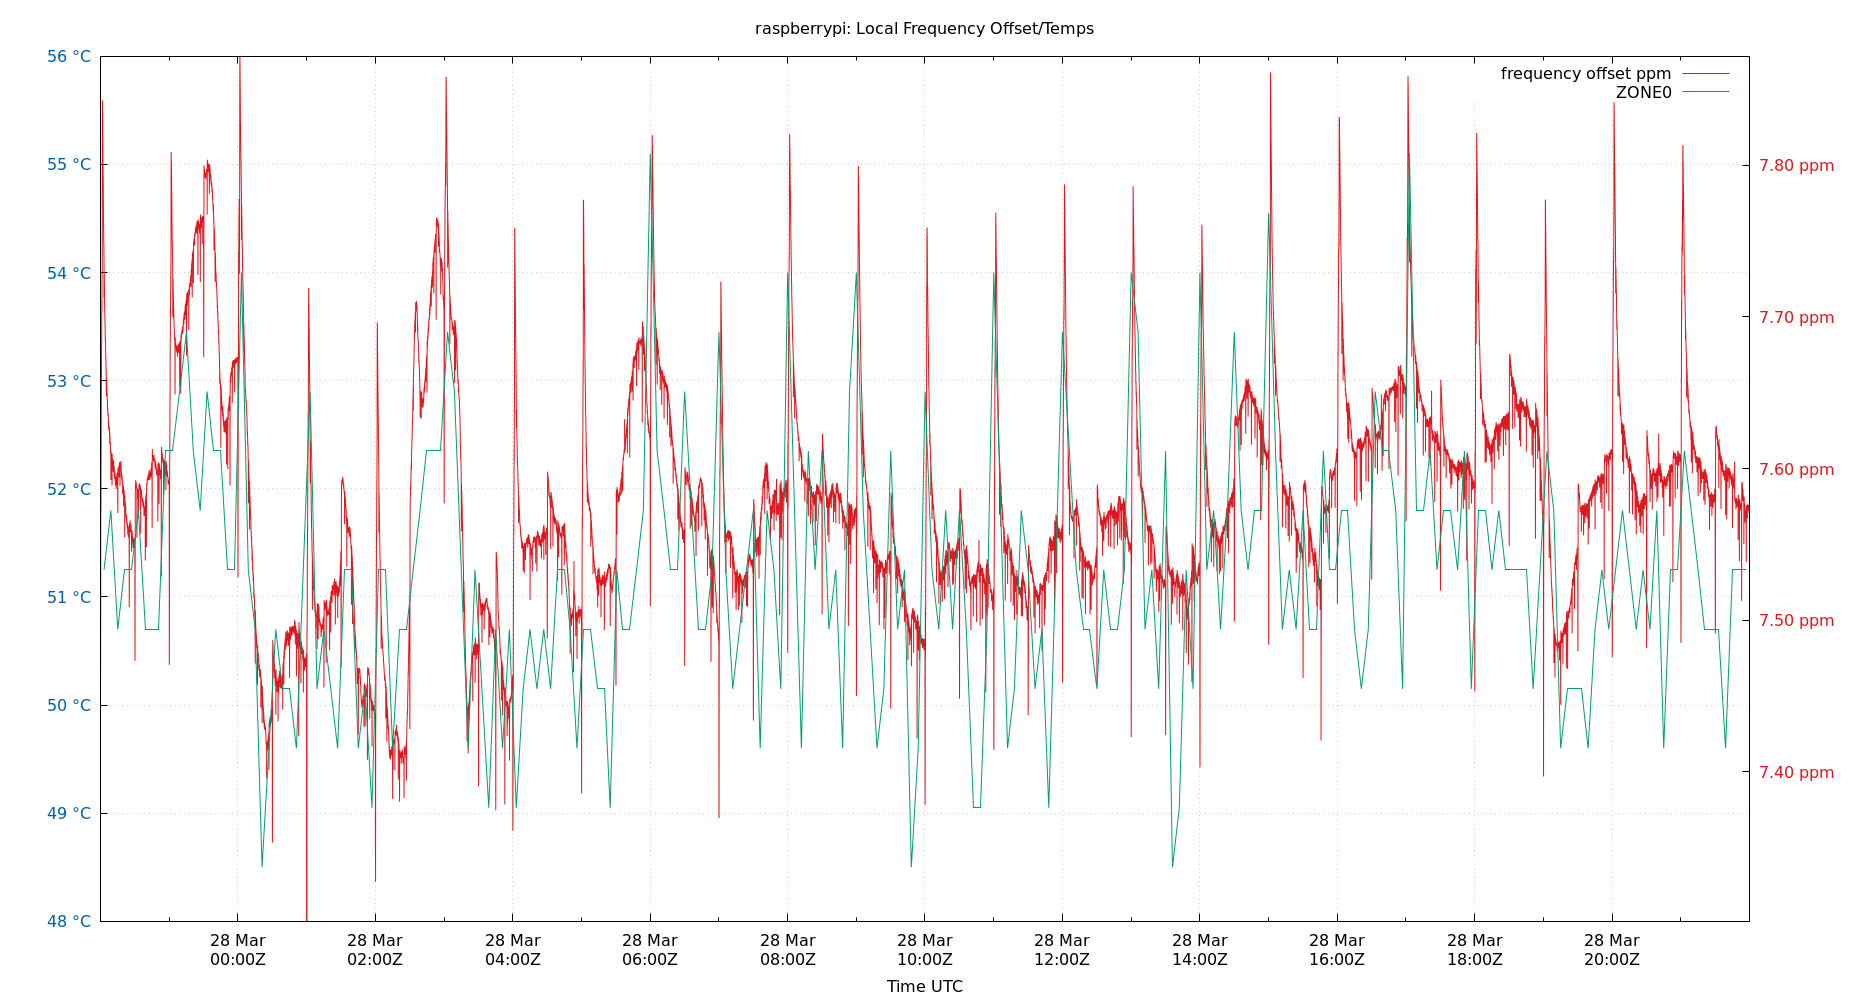 raspberrypi: Local Frequency Offset/Temps
frequency offset ppm
ZONE0
56 °C
55 °C
54 °C
53 °C
52 °C
51 °C
50 °C
49 °C
48 °C
7.80 ppm
7.70 ppm
7.60 ppm
7.50 ppm
7.40 ppm
28 Mar
00:00Z
28 Mar
02:00Z
28 Mar
04:00Z
28 Mar
06:00Z
28 Mar
08:00Z
28 Mar
10:00Z
28 Mar
12:00Z
28 Mar
14:00Z
28 Mar
16:00Z
28 Mar
18:00Z
28 Mar
20:00Z
Time UTC